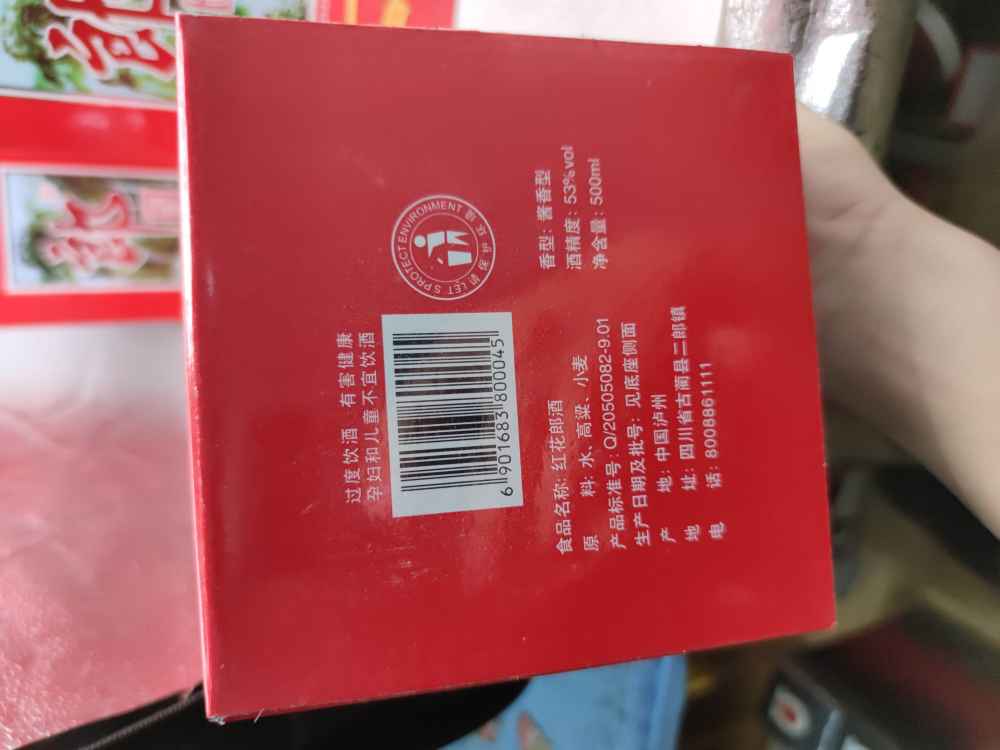 过度饮酒 有害健康
孕妇和儿童不宜饮酒
6 901683 800045
LET'S PROTECT ENVIRONMENT
食品名称：红花郎酒
原 料：水、高粱、小麦
产品标准号：Q/20505082-9.01
生产日期及批号：见底座侧面
产 地：中国泸州
地 址：四川省古蔺县二郎镇
电 话：8008861111
香型：酱香型
酒精度：53%vol
净含量：500ml
郎
郎